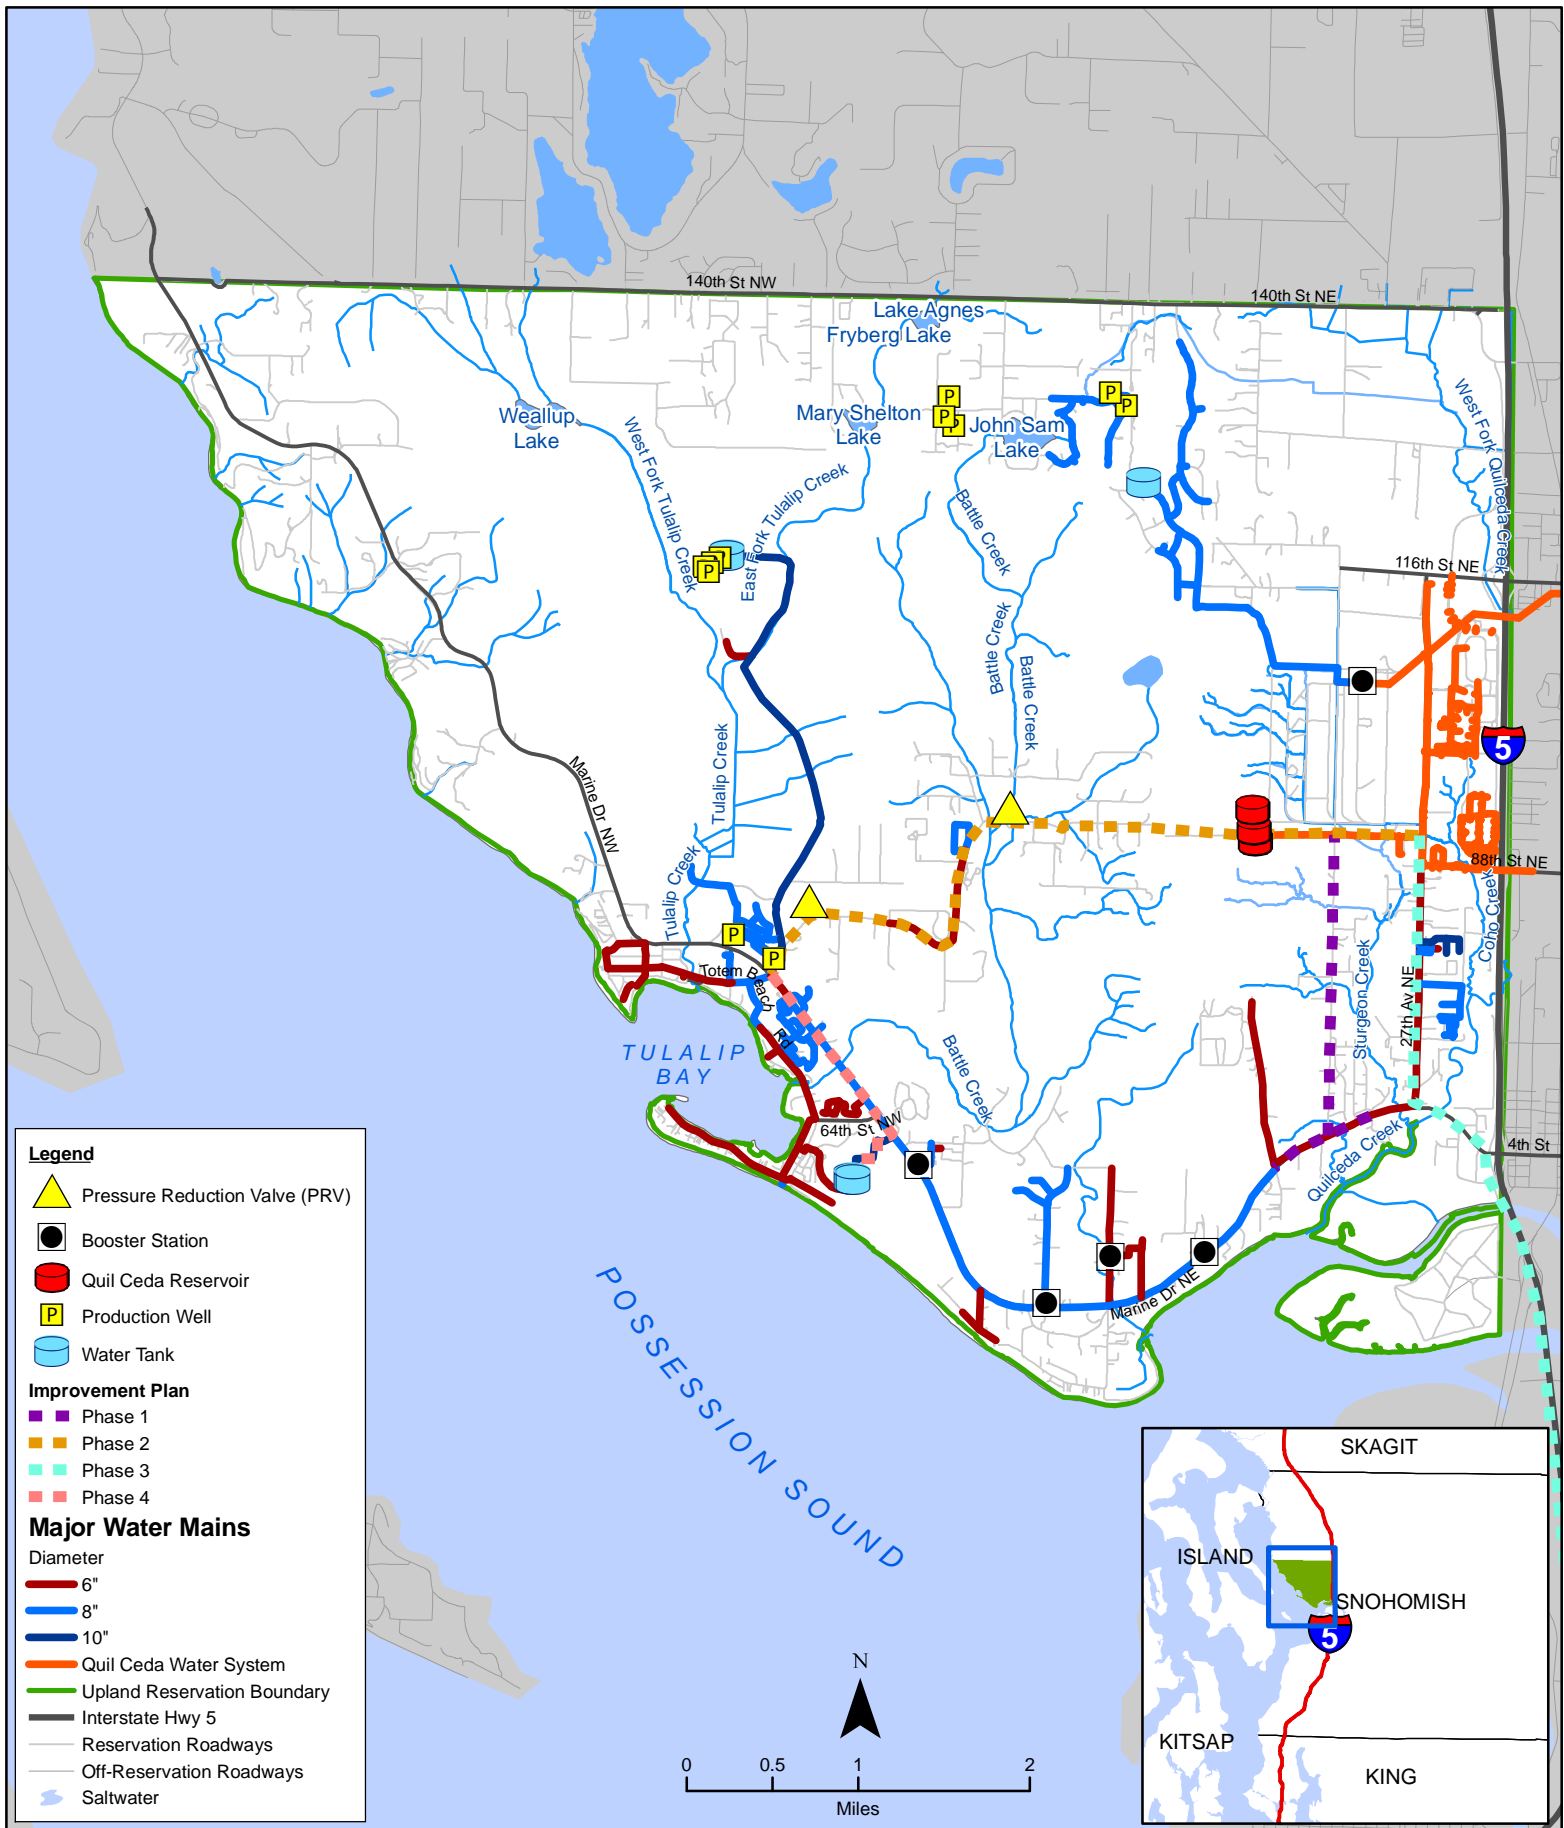 140th St NW
140th St NE
Lake Agnes
Fryberg Lake
Weallup
Lake
Mary Shelton
Lake
John Sam
Lake
West Fork Tulalip Creek
East Fork Tulalip Creek
Battle Creek
Battle Creek
Battle Creek
West Fork Quilceda Creek
116th St NE
5
Marine Dr NW
Tulalip Creek
Tulalip Creek
88th St NE
Coho Creek
Sturgeon Creek
27th Av NE
Totem Beach
Rd
TULALIP
BAY
Battle Creek
64th St NW
Quilceda Creek
4th St
Marine Dr NE
POSSESSION SOUND
P
P
P
P
P
P
P
P
P
P
Legend
Pressure Reduction Valve (PRV)
Booster Station
Quil Ceda Reservoir
P Production Well
Water Tank
Improvement Plan
Phase 1
Phase 2
Phase 3
Phase 4
Major Water Mains
Diameter
6"
8"
10"
Quil Ceda Water System
Upland Reservation Boundary
Interstate Hwy 5
Reservation Roadways
Off-Reservation Roadways
Saltwater
N
0 0.5 1 2
Miles
SKAGIT
ISLAND
SNOHOMISH
5
KITSAP
KING